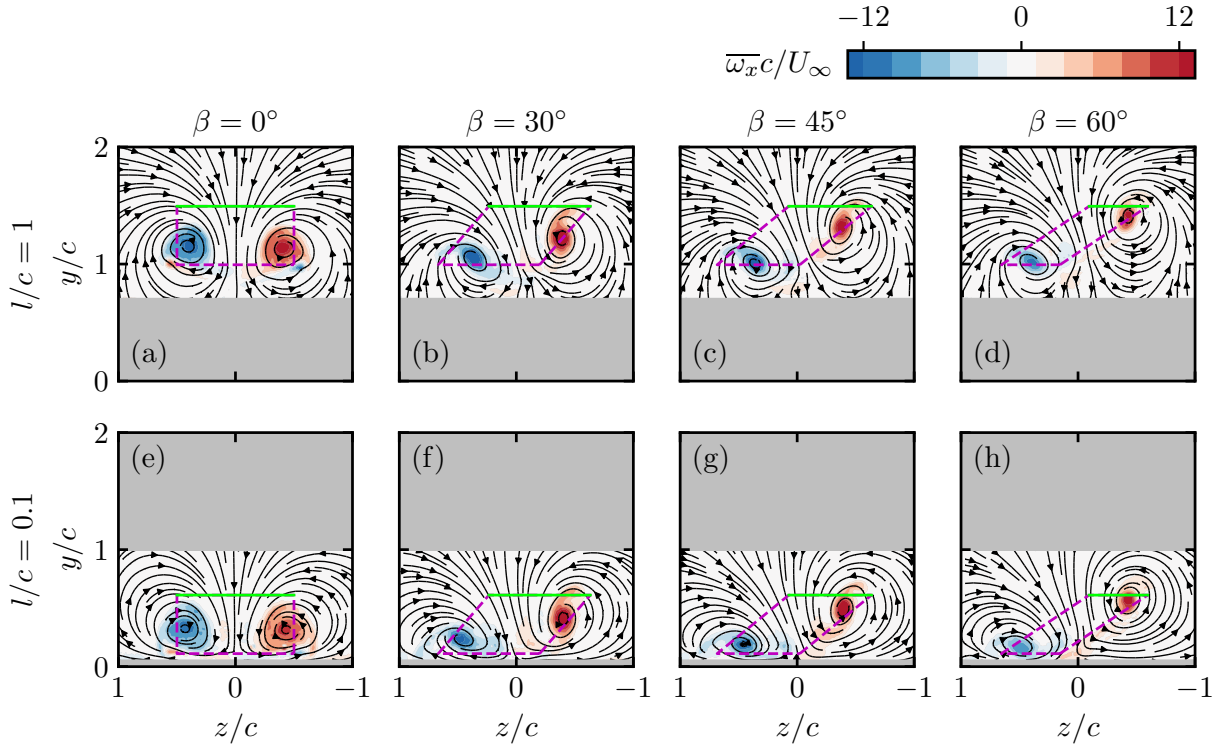 −12 0 12
$\overline{\omega_x}c/U_\infty$
β = 0° β = 30° β = 45° β = 60°
l/c = 1
y/c
2
1
0
(a) (b) (c) (d)
l/c = 0.1
y/c
2
1
0
(e) (f) (g) (h)
1 0 −1 1 0 −1 1 0 −1 1 0 −1
z/c z/c z/c z/c